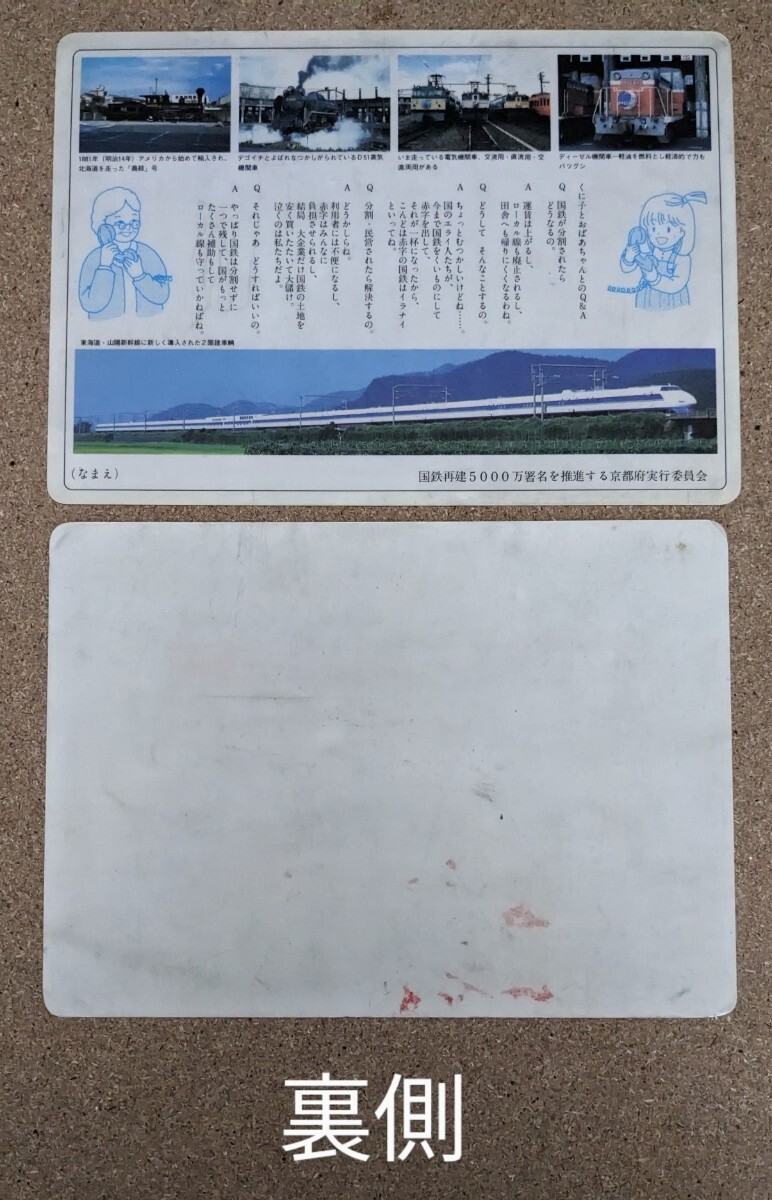 1881年（明治14年）アメリカから始めて輸入され、
北海道を走った「義経」号
デゴイチとよばれなつかしがられているD51蒸気
機関車
いま走っている電気機関車、交流用・直流用・交
直両用がある
ディーゼル機関車－軽油を燃料とし経済的で力も
バツグン
くに子とおばあちゃんとのQ&A
Q 国鉄が分割されたら
どうなるの。
A 運賃は上がるし、
ローカル線も廃止されるし、
田舎へも帰りにくくなるわね。
Q どうして そんなことするの。
A ちょっとむつかしいけどね……。
国のエライ人たちが、
今まで国鉄をくいものにして
赤字を出して、
それが一杯になったから、
こんどは赤字の国鉄はイラナイ
といってね。
Q 分割・民営されたら解決するの。
A どうかしらね。
利用者には不便になるし、
赤字はみんなに
負担させられるし、
結局 大企業だけ国鉄の土地を
安く買いたたいて大儲け。
泣くのは私たちだよ。
Q それじゃあ どうすればいいの。
A やっぱり国鉄は分割せずに
一つで残して、国がもっと
たくさん補助もして
ローカル線も守っていかねばね。
東海道・山陽新幹線に新しく導入された2階建車輌
（なまえ）
国鉄再建5000万署名を推進する京都府実行委員会
裏側